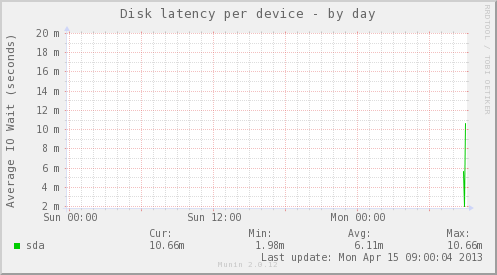 Disk latency per device - by day
RRDTOOL / TOBI OETIKER
Average IO Wait (seconds)
20 m
18 m
16 m
14 m
12 m
10 m
8 m
6 m
4 m
2 m
Sun 00:00 Sun 12:00 Mon 00:00
Cur: Min: Avg: Max:
sda 10.66m 1.98m 6.11m 10.66m
Last update: Mon Apr 15 09:00:04 2013
Munin 2.0.12